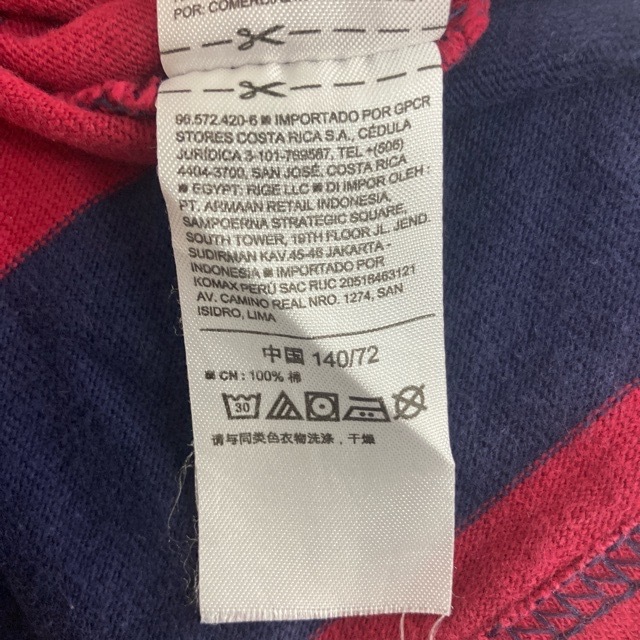 POR: COMER
96.572.420-6 ■ IMPORTADO POR GPCR
STORES COSTA RICA S.A., CÉDULA
JURÍDICA 3-101-789567, TEL +(506)
4404-3700, SAN JOSÉ, COSTA RICA
■ EGYPT: RIGE LLC ■ DI IMPOR OLEH :
PT. ARMAAN RETAIL INDONESIA,
SAMPOERNA STRATEGIC SQUARE,
SOUTH TOWER, 19TH FLOOR JL. JEND.
SUDIRMAN KAV.45-46 JAKARTA -
INDONESIA ■ IMPORTADO POR
KOMAX PERÚ SAC RUC 20518463121
AV. CAMINO REAL NRO. 1274, SAN
ISIDRO, LIMA
中国 140/72
■ CN : 100% 棉
30
请与同类色衣物洗涤，干燥